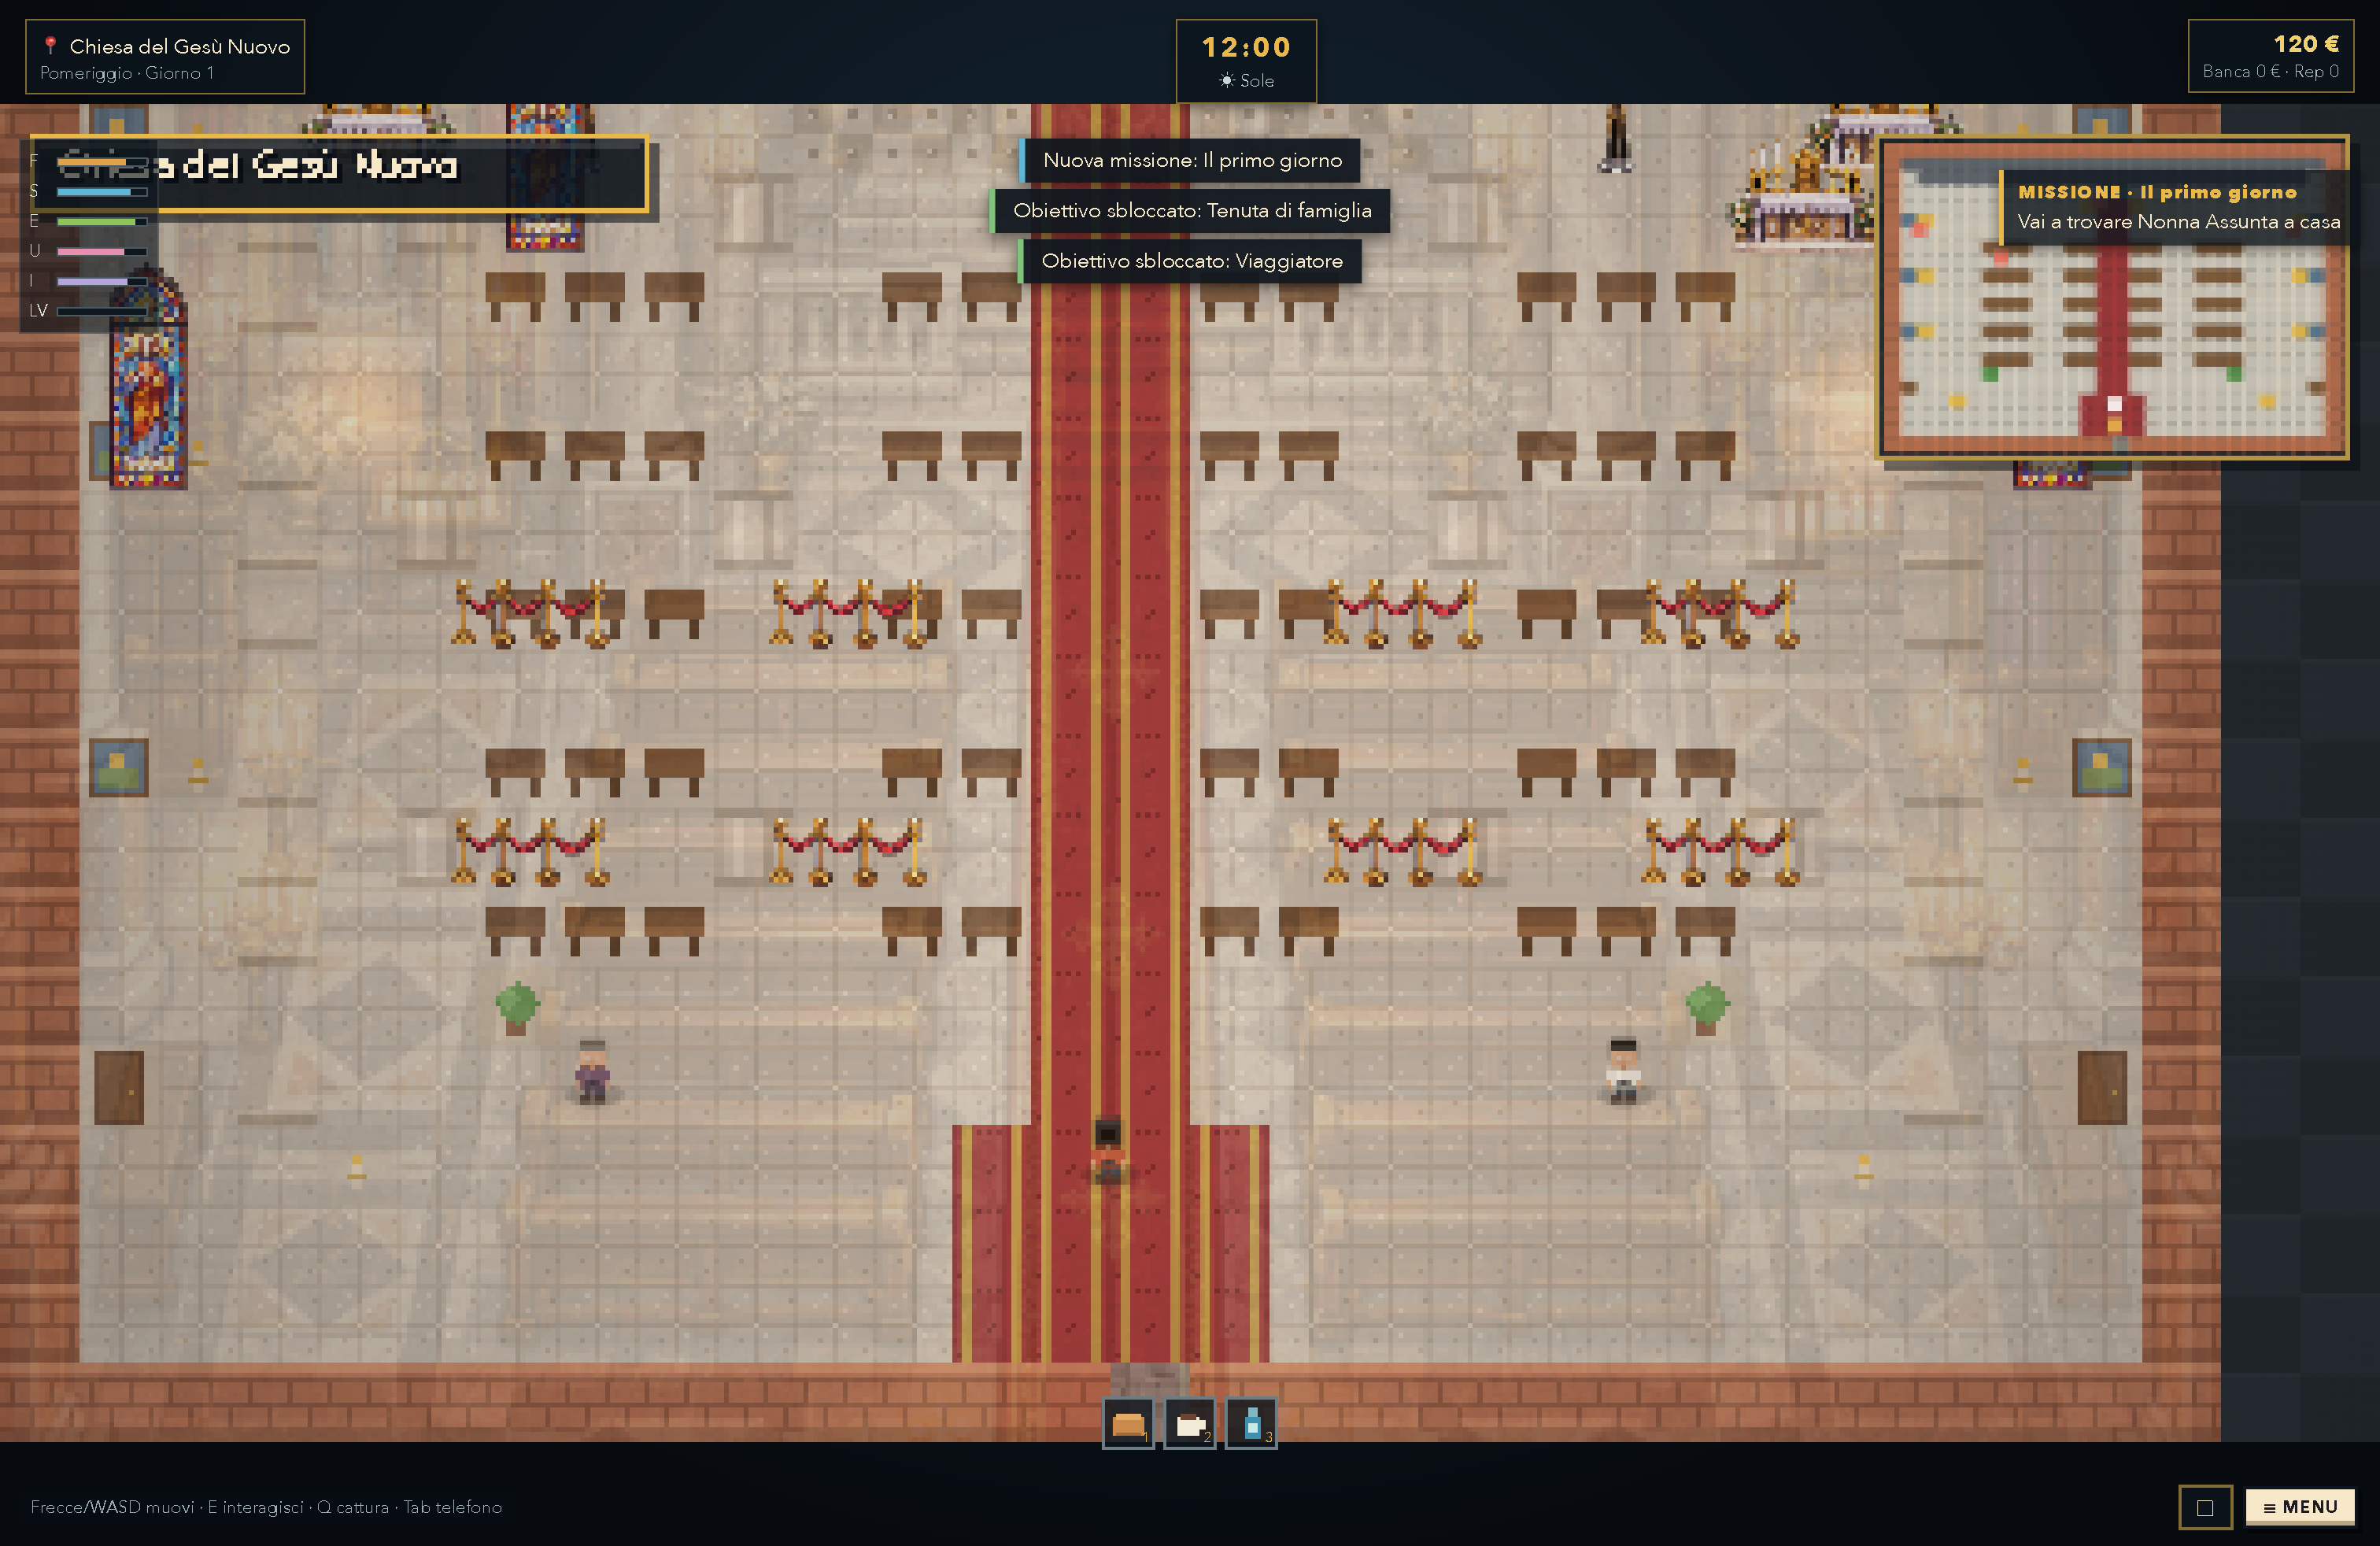 📍 Chiesa del Gesù Nuovo
Pomeriggio · Giorno 1
12:00
☀ Sole
120 €
Banca 0 € · Rep 0
del Gesù Nuovo
F
S
E
U
I
LV
Nuova missione: Il primo giorno
Obiettivo sbloccato: Tenuta di famiglia
Obiettivo sbloccato: Viaggiatore
MISSIONE · Il primo giorno
Vai a trovare Nonna Assunta a casa
1
2
3
Frecce/WASD muovi · E interagisci · Q cattura · Tab telefono
≡ MENU